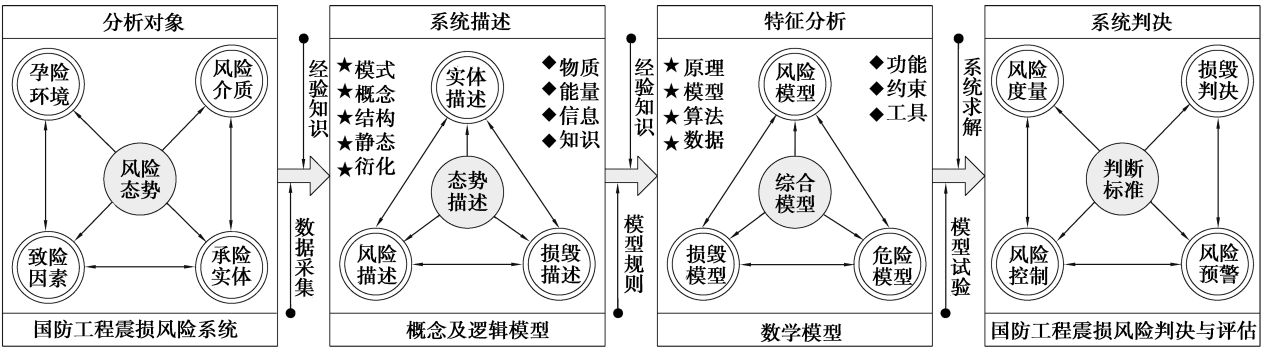 分析对象
孕险
环境
风险
介质
风险
态势
致险
因素
承险
实体
国防工程震损风险系统
经验知识
数据采集
系统描述
★模式
★概念
★结构
★静态
★衍化
实体
描述
◆物质
◆能量
◆信息
◆知识
态势
描述
风险
描述
损毁
描述
概念及逻辑模型
经验知识
模型规则
特征分析
★原理
★模型
★算法
★数据
风险
模型
◆功能
◆约束
◆工具
综合
模型
损毁
模型
危险
模型
数学模型
系统求解
模型试验
系统判决
风险
度量
损毁
判决
判断
标准
风险
控制
风险
预警
国防工程震损风险判决与评估